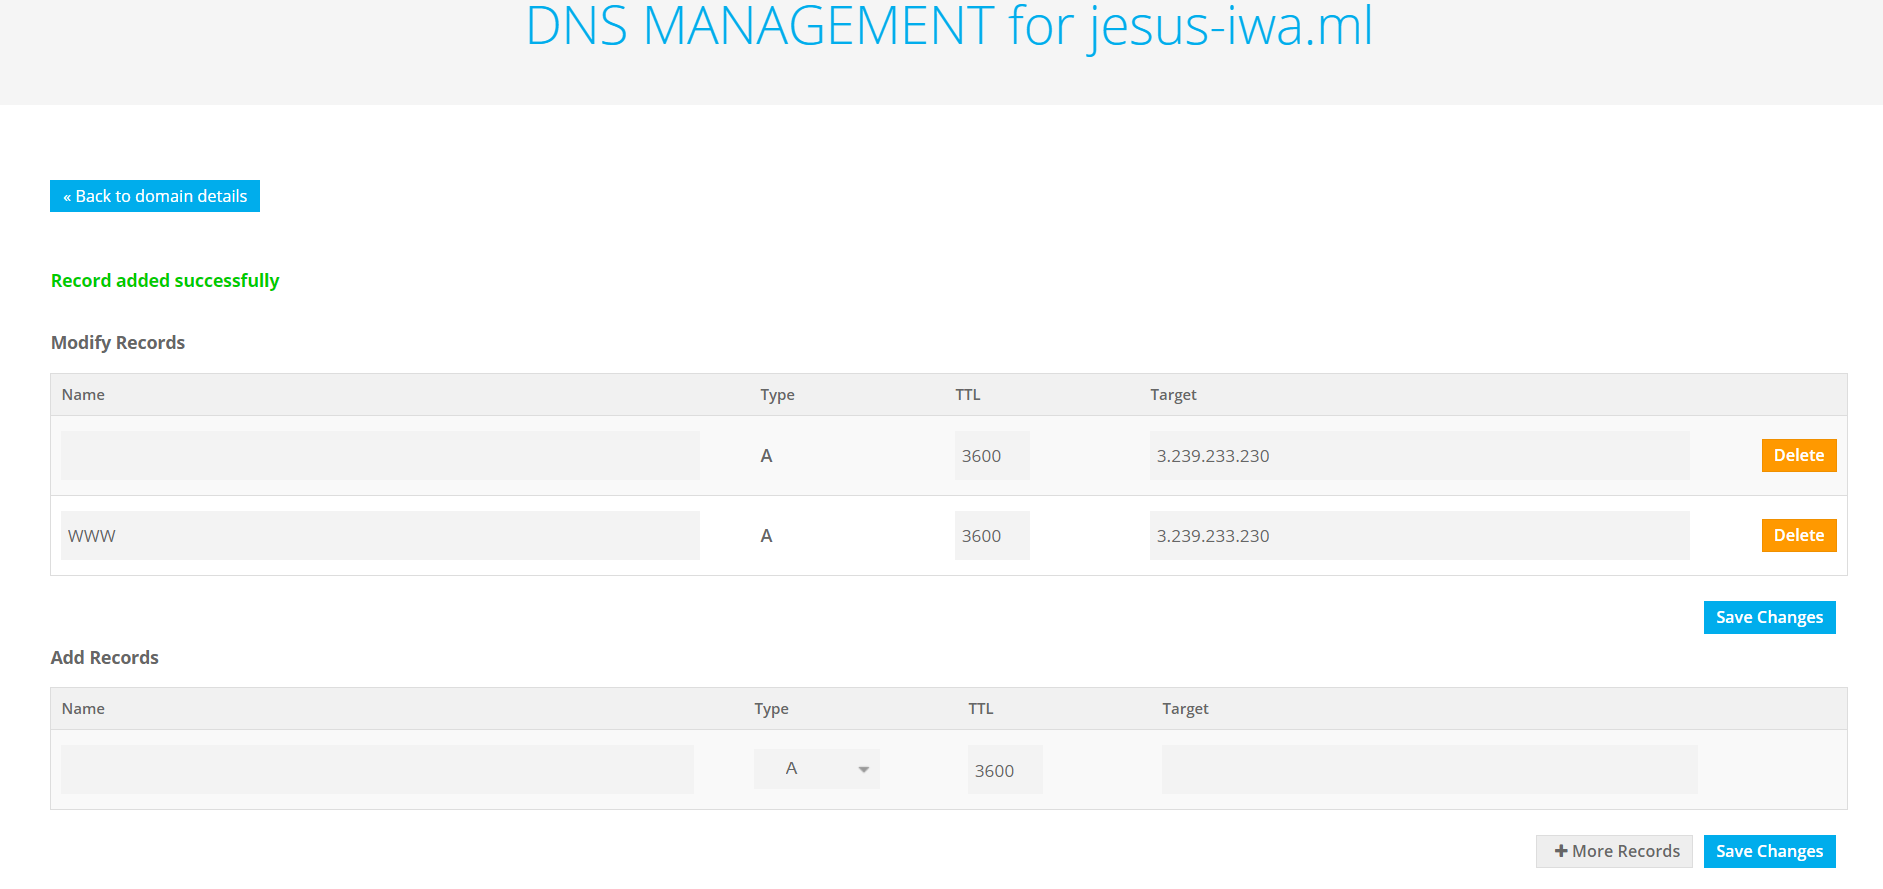 DNS MANAGEMENT for jesus-iwa.ml
« Back to domain details
Record added successfully
Modify Records
Name Type TTL Target
A 3600 3.239.233.230 Delete
WWW A 3600 3.239.233.230 Delete
Save Changes
Add Records
Name Type TTL Target
A 3600
+ More Records Save Changes